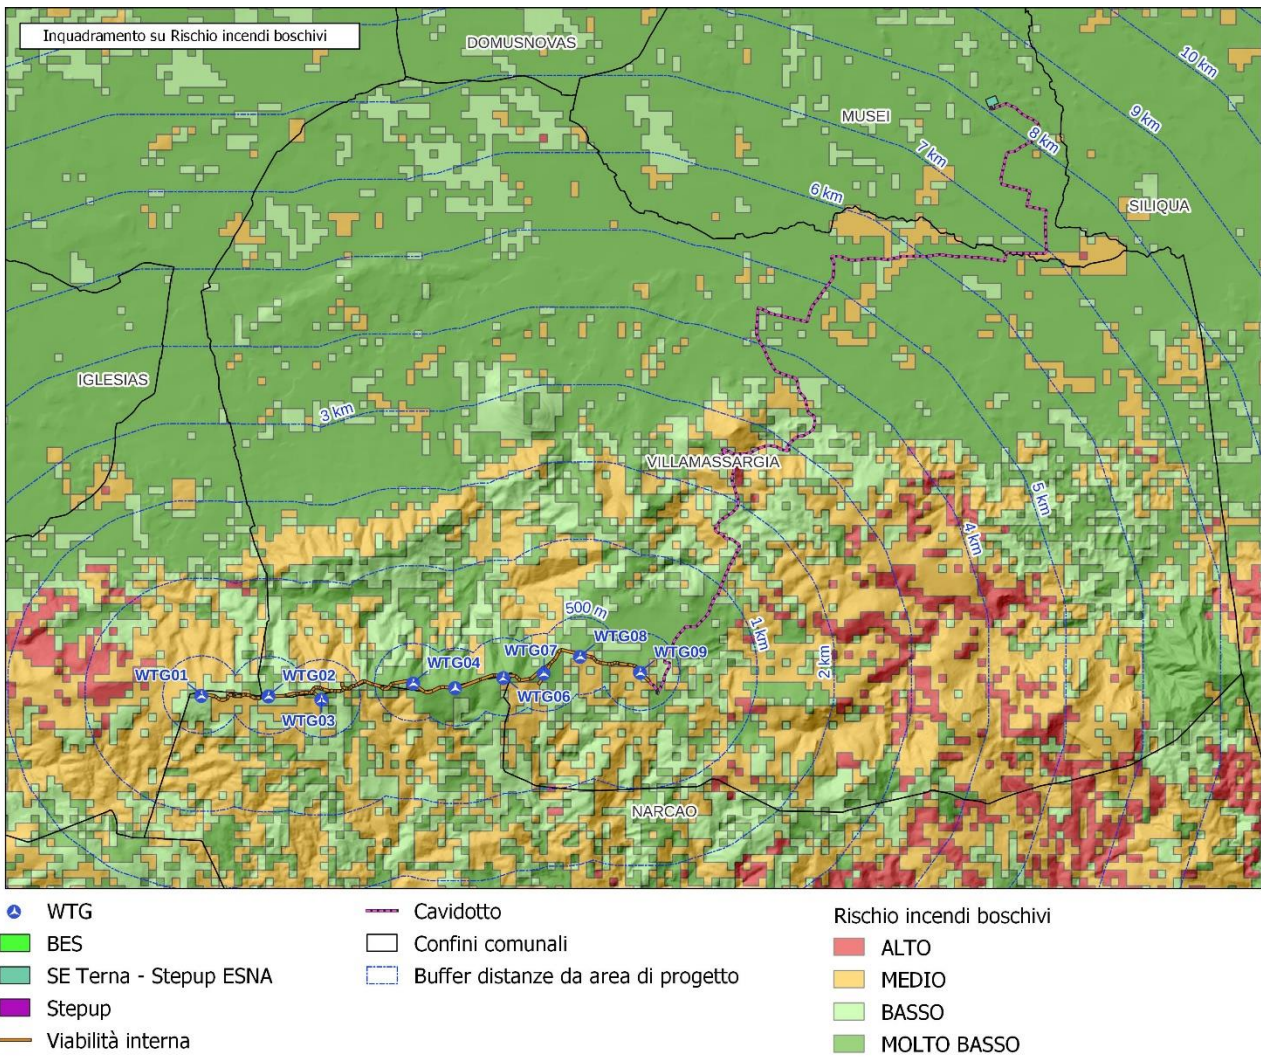 Inquadramento su Rischio incendi boschivi
DOMUSNOVAS
10 km
MUSEI
9 km
8 km
7 km
6 km
SILIQUA
IGLESIAS
3 km
VILLAMASSARGIA
5 km
4 km
500 m
1 km
2 km
WTG08
WTG07
WTG09
WTG04
WTG01
WTG02
WTG06
WTG03
NARCAO
WTG
BES
SE Terna - Stepup ESNA
Stepup
Viabilità interna
Cavidotto
Confini comunali
Buffer distanze da area di progetto
Rischio incendi boschivi
ALTO
MEDIO
BASSO
MOLTO BASSO